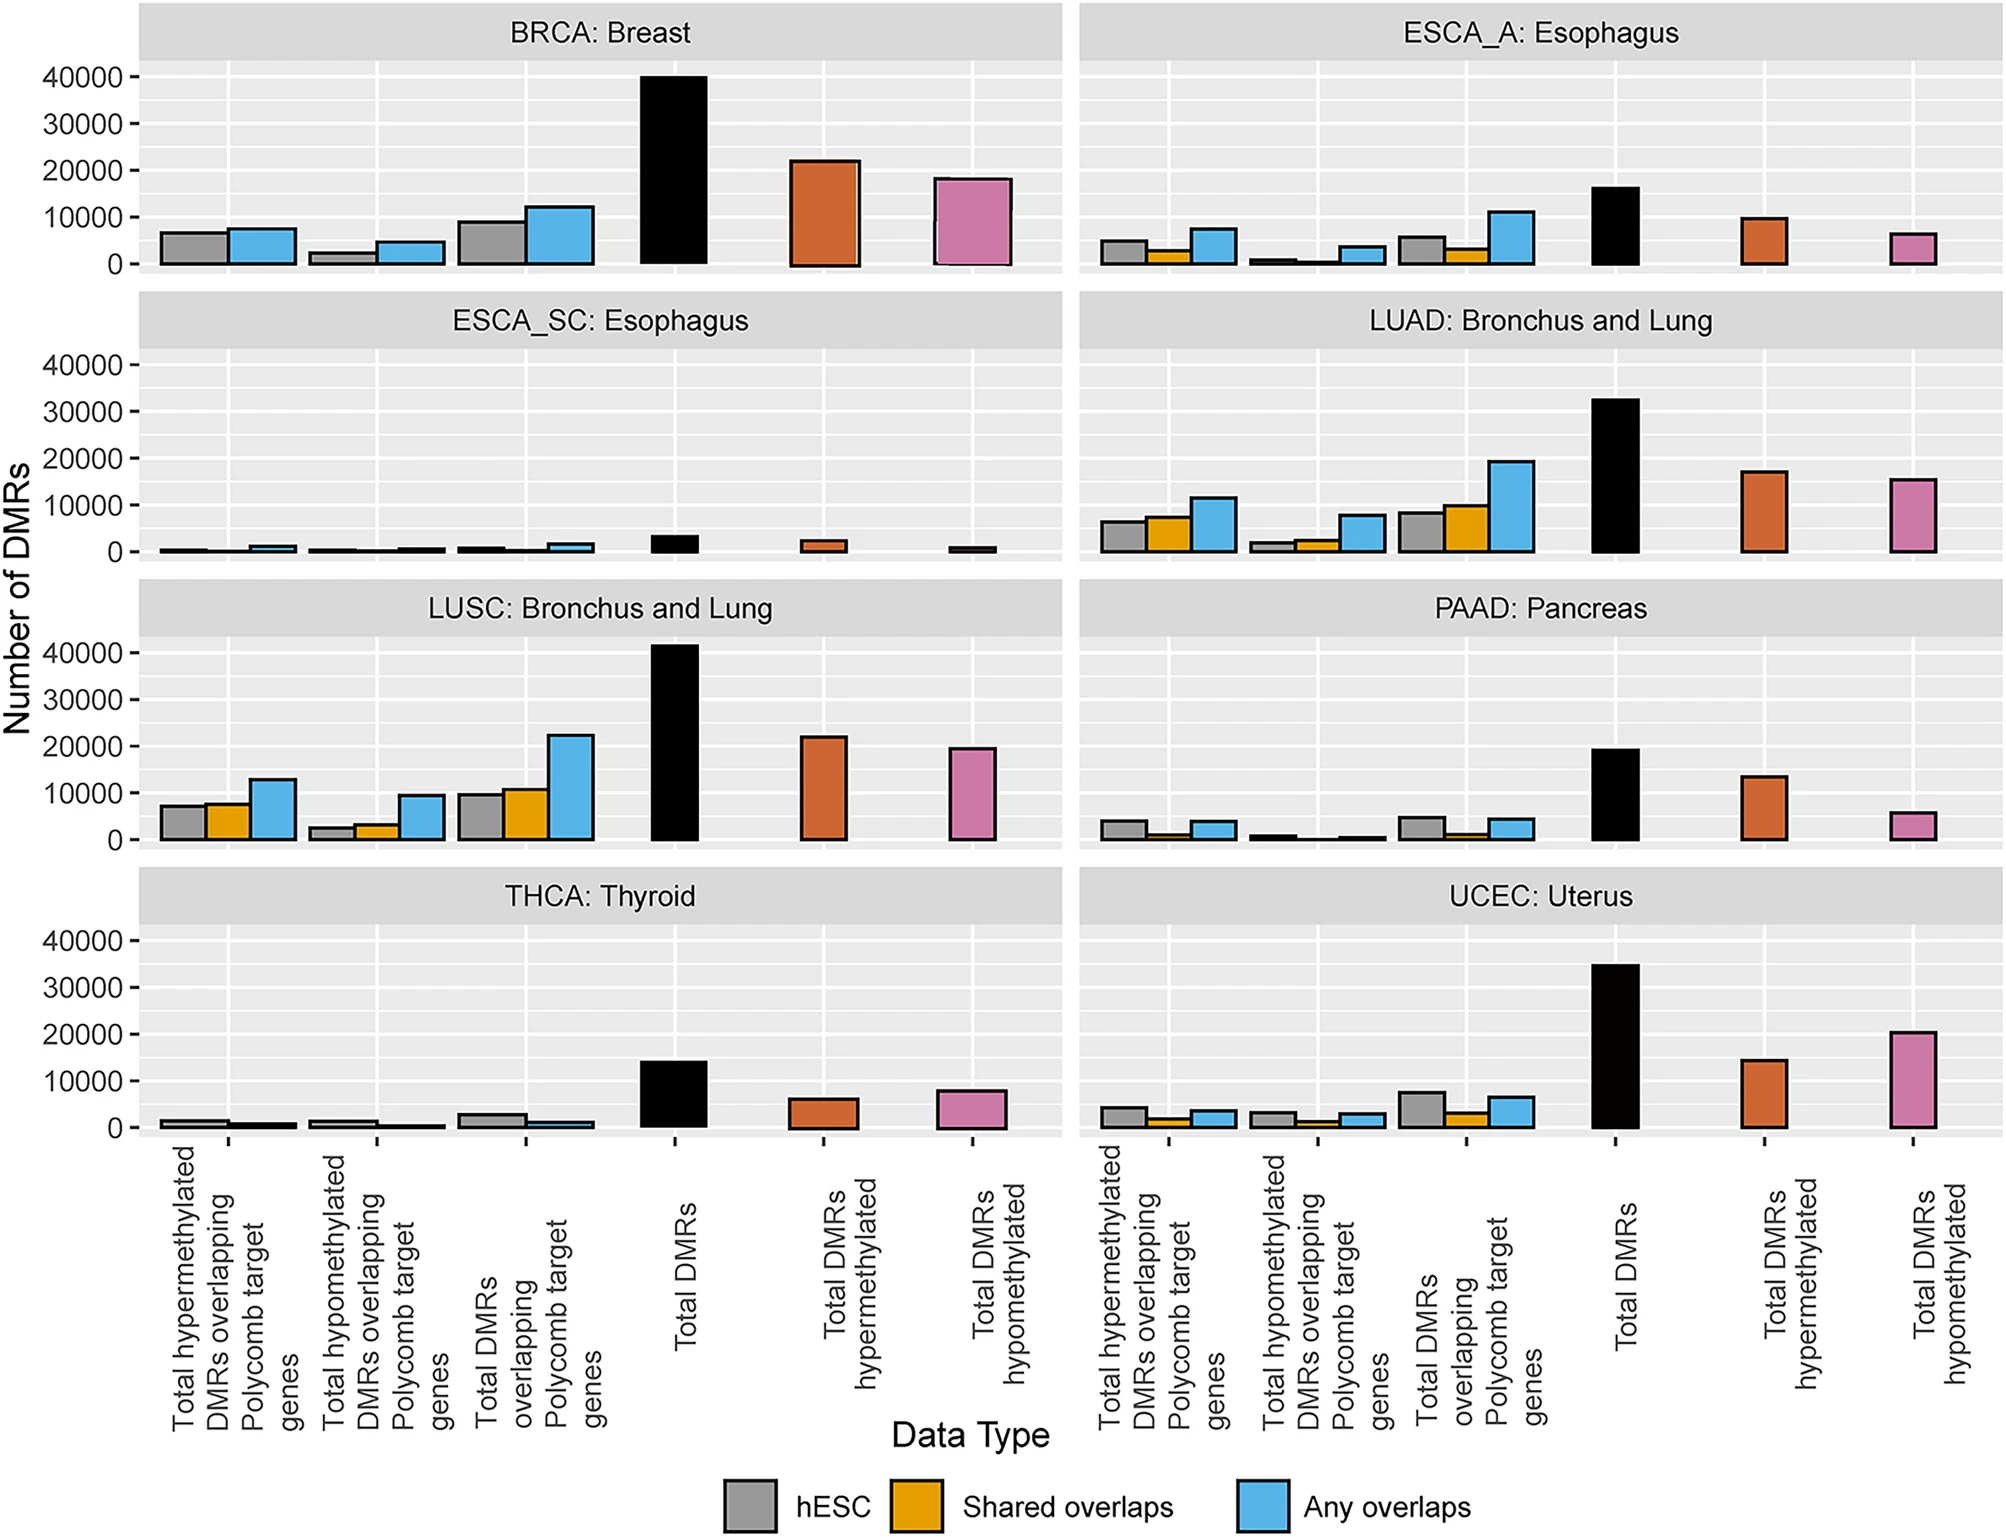 BRCA: Breast
ESCA_A: Esophagus
40000
30000
20000
10000
0
ESCA_SC: Esophagus
LUAD: Bronchus and Lung
40000
30000
20000
10000
0
LUSC: Bronchus and Lung
PAAD: Pancreas
40000
30000
20000
10000
0
THCA: Thyroid
UCEC: Uterus
40000
30000
20000
10000
0
Number of DMRs
Total hypermethylated
DMRs overlapping
Polycomb target
genes
Total hypomethylated
DMRs overlapping
Polycomb target
genes
Total DMRs
overlapping
Polycomb target
genes
Total DMRs
Total DMRs
hypermethylated
Total DMRs
hypomethylated
Total hypermethylated
DMRs overlapping
Polycomb target
genes
Total hypomethylated
DMRs overlapping
Polycomb target
genes
Total DMRs
overlapping
Polycomb target
genes
Total DMRs
Total DMRs
hypermethylated
Total DMRs
hypomethylated
Data Type
hESC
Shared overlaps
Any overlaps